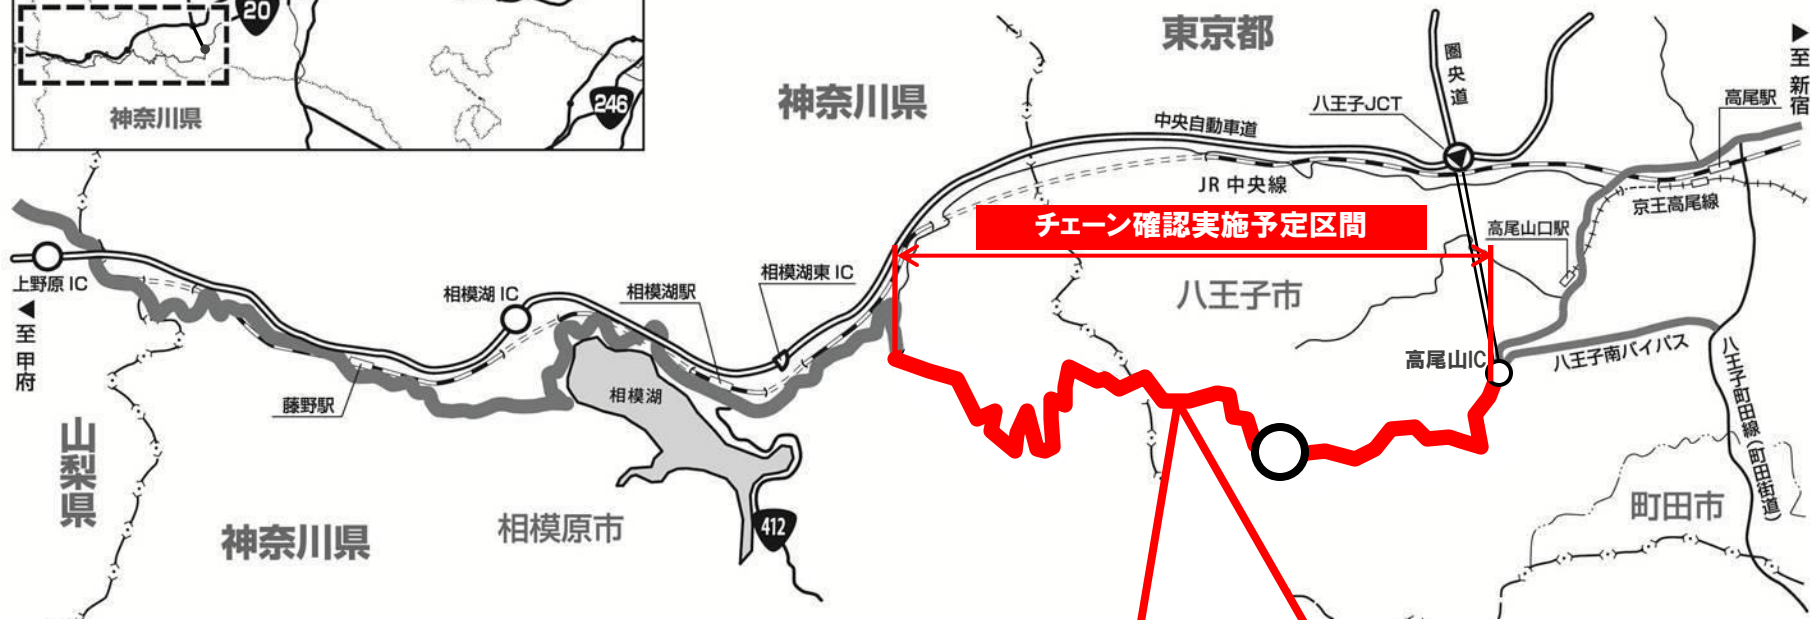 20
神奈川県
246
神奈川県
東京都
圏央道
▶至 新宿
八王子JCT
高尾駅
中央自動車道
JR 中央線
京王高尾線
チェーン確認実施予定区間
高尾山口駅
上野原 IC
◀至 甲府
相模湖 IC
相模湖駅
相模湖東 IC
八王子市
高尾山IC
八王子南バイパス
八王子町田線(町田街道)
藤野駅
相模湖
山梨県
神奈川県
相模原市
412
町田市